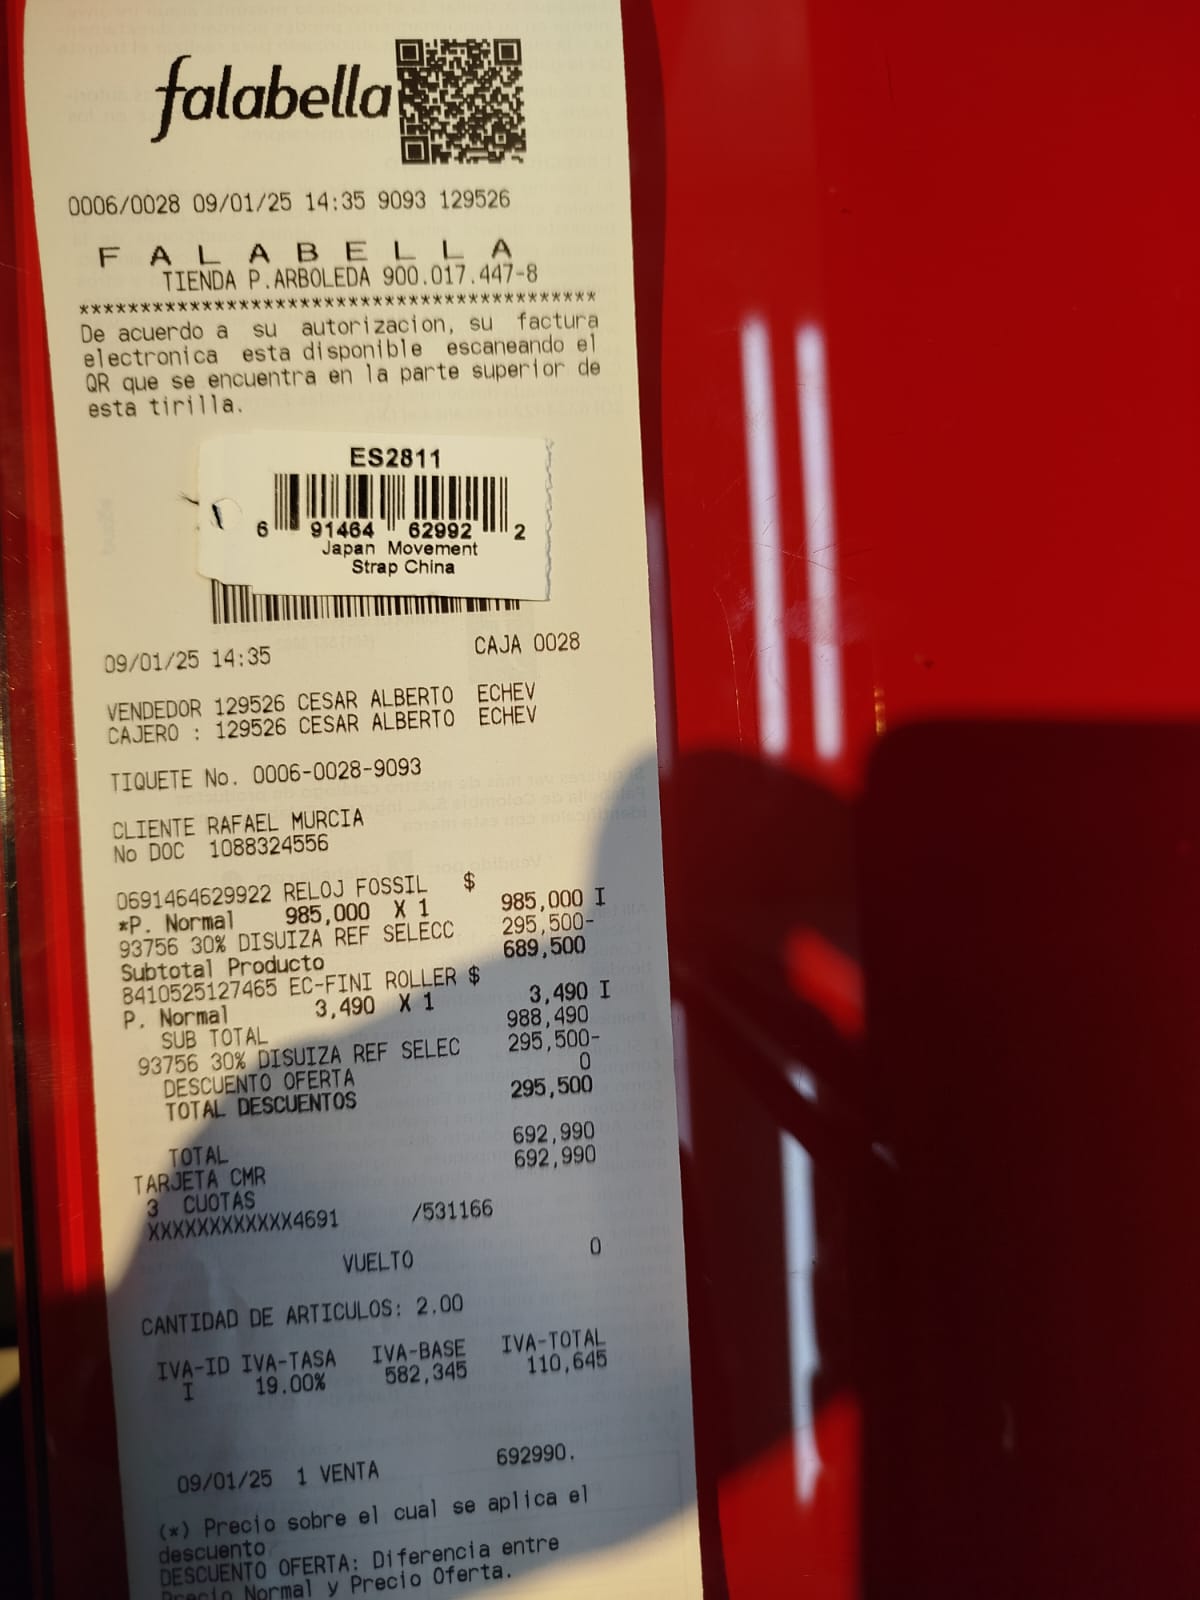 falabella
0006/0028 09/01/25 14:35 9093 129526
F A L A B E L L A
TIENDA P.ARBOLEDA 900.017.447-8
******************************************
De acuerdo a su autorizacion, su factura
electronica esta disponible escaneando el
QR que se encuentra en la parte superior de
esta tirilla.
ES2811
6 91464 62992 2
Japan Movement
Strap China
09/01/25 14:35 CAJA 0028
VENDEDOR 129526 CESAR ALBERTO ECHEV
CAJERO : 129526 CESAR ALBERTO ECHEV
TIQUETE No. 0006-0028-9093
CLIENTE RAFAEL MURCIA
No DOC 1088324556
0691464629922 RELOJ FOSSIL $
*P. Normal 985,000 X 1 985,000 I
93756 30% DISUIZA REF SELECC 295,500-
Subtotal Producto 689,500
8410525127465 EC-FINI ROLLER $
P. Normal 3,490 X 1 3,490 I
SUB TOTAL 988,490
93756 30% DISUIZA REF SELEC 295,500-
DESCUENTO OFERTA 0
TOTAL DESCUENTOS 295,500
TOTAL 692,990
TARJETA CMR 692,990
3 CUOTAS
XXXXXXXXXXXX4691 /531166
VUELTO 0
CANTIDAD DE ARTICULOS: 2.00
IVA-ID IVA-TASA IVA-BASE IVA-TOTAL
I 19.00% 582,345 110,645
09/01/25 1 VENTA 692990.
(*) Precio sobre el cual se aplica el
descuento
DESCUENTO OFERTA: Diferencia entre
Precio Normal y Precio Oferta.